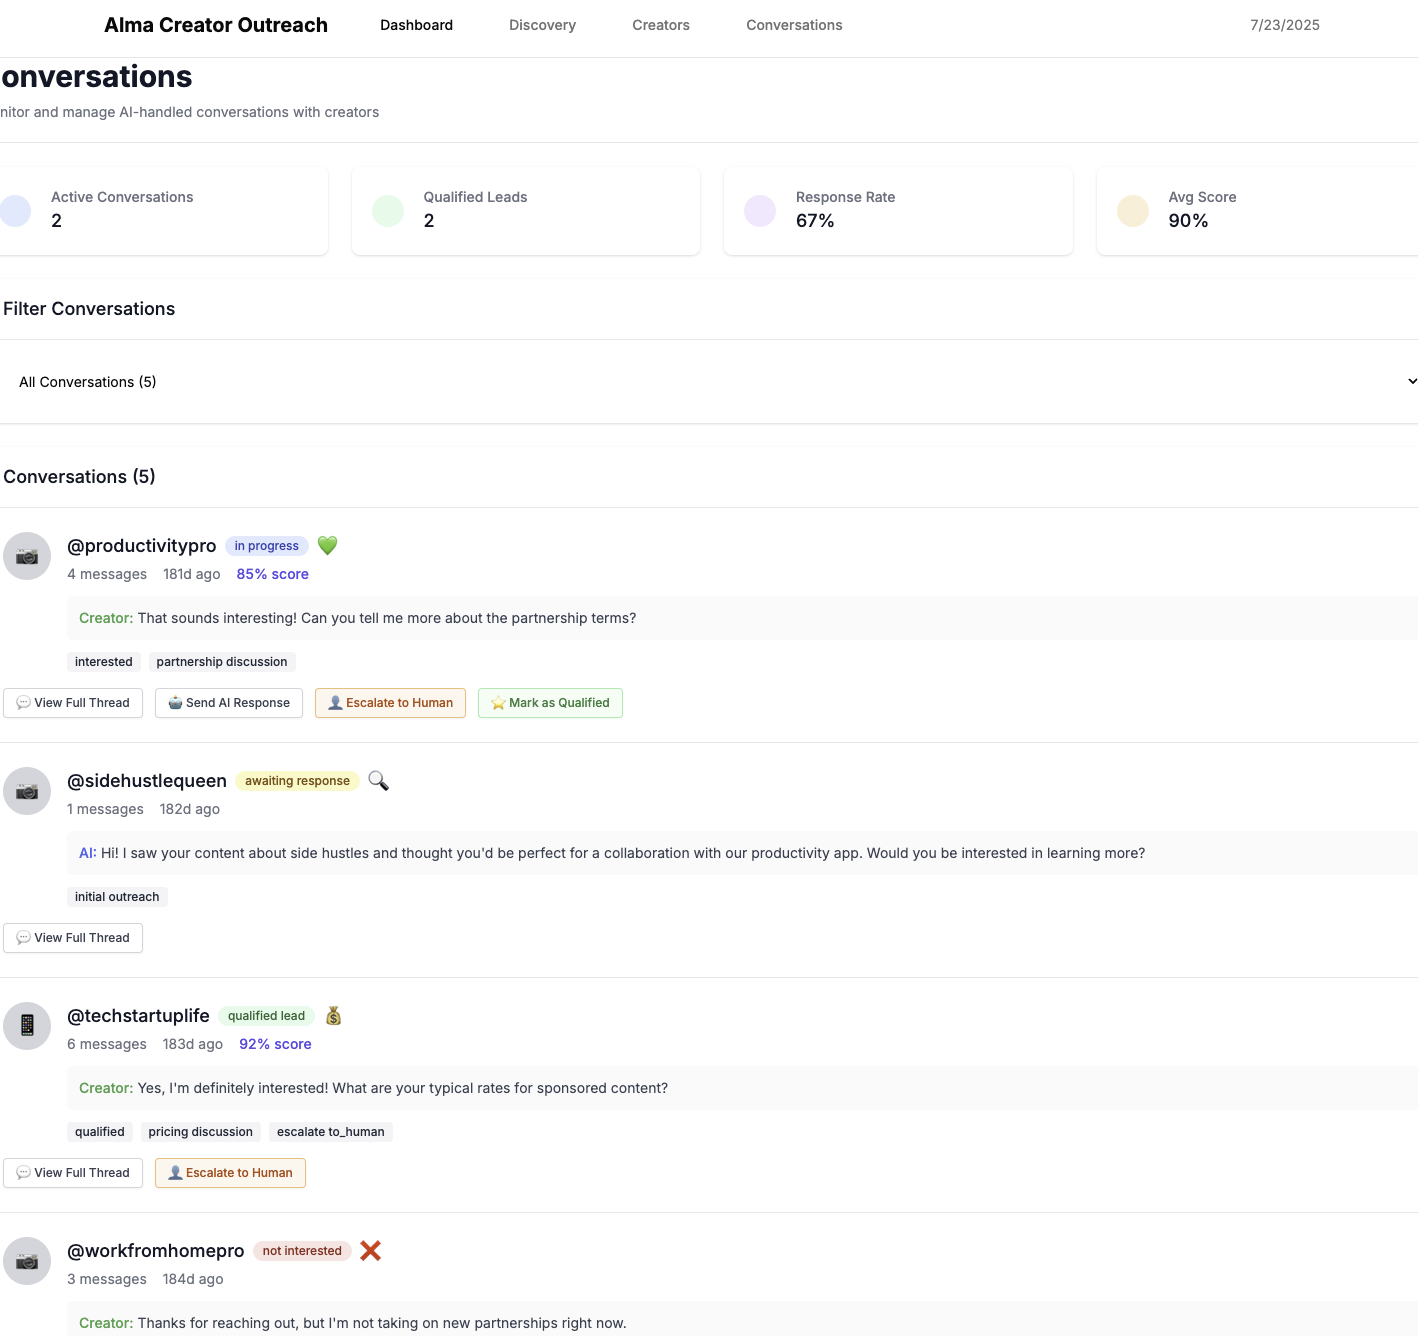 Alma Creator Outreach Dashboard Discovery Creators Conversations 7/23/2025
onversations
nitor and manage AI-handled conversations with creators
Active Conversations
2
Qualified Leads
2
Response Rate
67%
Avg Score
90%
Filter Conversations
All Conversations (5)
Conversations (5)
@productivitypro in progress
4 messages 181d ago 85% score
Creator: That sounds interesting! Can you tell me more about the partnership terms?
interested partnership discussion
View Full Thread Send AI Response Escalate to Human Mark as Qualified
@sidehustlequeen awaiting response
1 messages 182d ago
AI: Hi! I saw your content about side hustles and thought you'd be perfect for a collaboration with our productivity app. Would you be interested in learning more?
initial outreach
View Full Thread
@techstartuplife qualified lead
6 messages 183d ago 92% score
Creator: Yes, I'm definitely interested! What are your typical rates for sponsored content?
qualified pricing discussion escalate to_human
View Full Thread Escalate to Human
@workfromhomepro not interested
3 messages 184d ago
Creator: Thanks for reaching out, but I'm not taking on new partnerships right now.